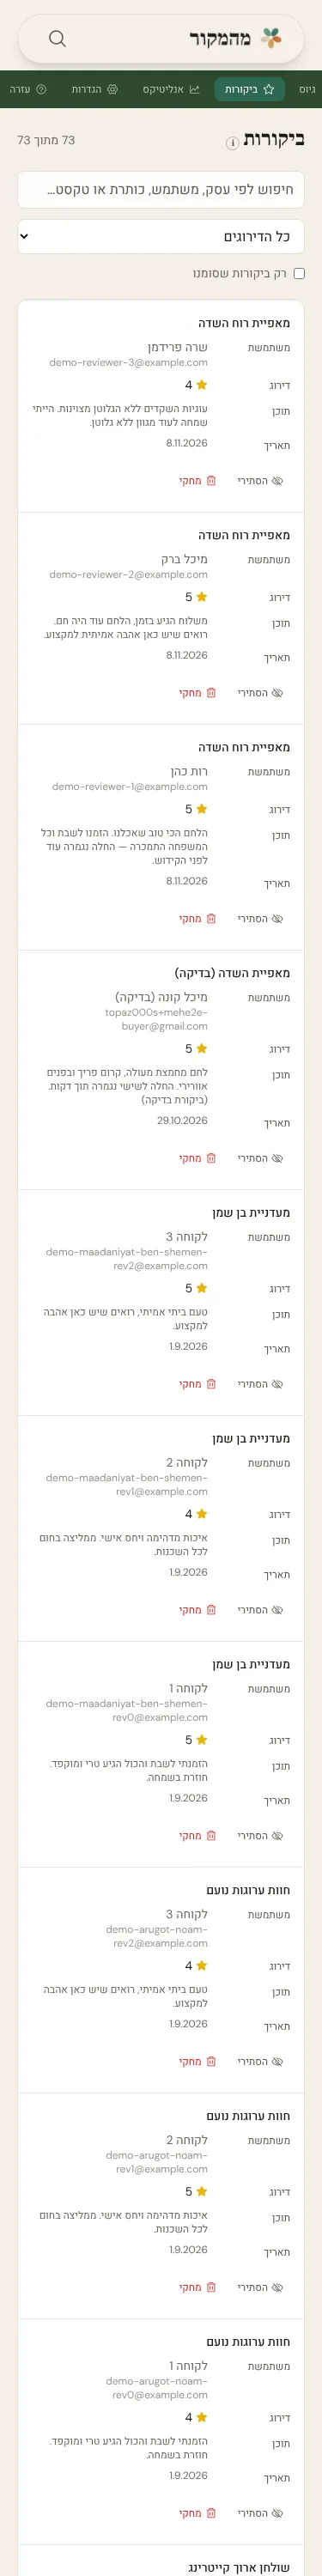 מהמקור
גיוס
ביקורות
אנליטיקס
הגדרות
עזרה
ביקורות
73 מתוך 73
חיפוש לפי עסק, משתמש, כותרת או טקסט...
כל הדירוגים
רק ביקורות שסומנו
מאפיית רוח השדה
משתמשת
שרה פרידמן
demo-reviewer-3@example.com
דירוג
4
תוכן
עוגיות השקדים ללא הגלוטן מצוינות. הייתי
שמחה לעוד מגוון ללא גלוטן.
תאריך
8.11.2026
הסתירי
מחקי
מאפיית רוח השדה
משתמשת
מיכל ברק
demo-reviewer-2@example.com
דירוג
5
תוכן
משלוח הגיע בזמן, הלחם עוד היה חם.
רואים שיש כאן אהבה אמיתית למקצוע.
תאריך
8.11.2026
הסתירי
מחקי
מאפיית רוח השדה
משתמשת
רות כהן
demo-reviewer-1@example.com
דירוג
5
תוכן
הלחם הכי טוב שאכלנו. הזמנו לשבת וכל
המשפחה התמכרה — החלה נגמרה עוד
לפני הקידוש.
תאריך
8.11.2026
הסתירי
מחקי
מאפיית השדה (בדיקה)
משתמשת
מיכל קונה (בדיקה)
topaz000s+mehe2e-
buyer@gmail.com
דירוג
5
תוכן
לחם מחמצת מעולה, קרום פריך ובפנים
אוורירי. החלה לשישי נגמרה תוך דקות.
(ביקורת בדיקה)
תאריך
29.10.2026
הסתירי
מחקי
מעדניית בן שמן
משתמשת
לקוחה 3
demo-maadaniyat-ben-shemen-
rev2@example.com
דירוג
5
תוכן
טעם ביתי אמיתי, רואים שיש כאן אהבה
למקצוע.
תאריך
1.9.2026
הסתירי
מחקי
מעדניית בן שמן
משתמשת
לקוחה 2
demo-maadaniyat-ben-shemen-
rev1@example.com
דירוג
4
תוכן
איכות מדהימה ויחס אישי. ממליצה בחום
לכל השכנות.
תאריך
1.9.2026
הסתירי
מחקי
מעדניית בן שמן
משתמשת
לקוחה 1
demo-maadaniyat-ben-shemen-
rev0@example.com
דירוג
5
תוכן
הזמנתי לשבת והכול הגיע טרי ומוקפד.
חוזרת בשמחה.
תאריך
1.9.2026
הסתירי
מחקי
חוות ערוגות נועם
משתמשת
לקוחה 3
demo-arugot-noam-
rev2@example.com
דירוג
4
תוכן
טעם ביתי אמיתי, רואים שיש כאן אהבה
למקצוע.
תאריך
1.9.2026
הסתירי
מחקי
חוות ערוגות נועם
משתמשת
לקוחה 2
demo-arugot-noam-
rev1@example.com
דירוג
5
תוכן
איכות מדהימה ויחס אישי. ממליצה בחום
לכל השכנות.
תאריך
1.9.2026
הסתירי
מחקי
חוות ערוגות נועם
משתמשת
לקוחה 1
demo-arugot-noam-
rev0@example.com
דירוג
4
תוכן
הזמנתי לשבת והכול הגיע טרי ומוקפד.
חוזרת בשמחה.
תאריך
1.9.2026
הסתירי
מחקי
שולחן ארוך קייטרינג